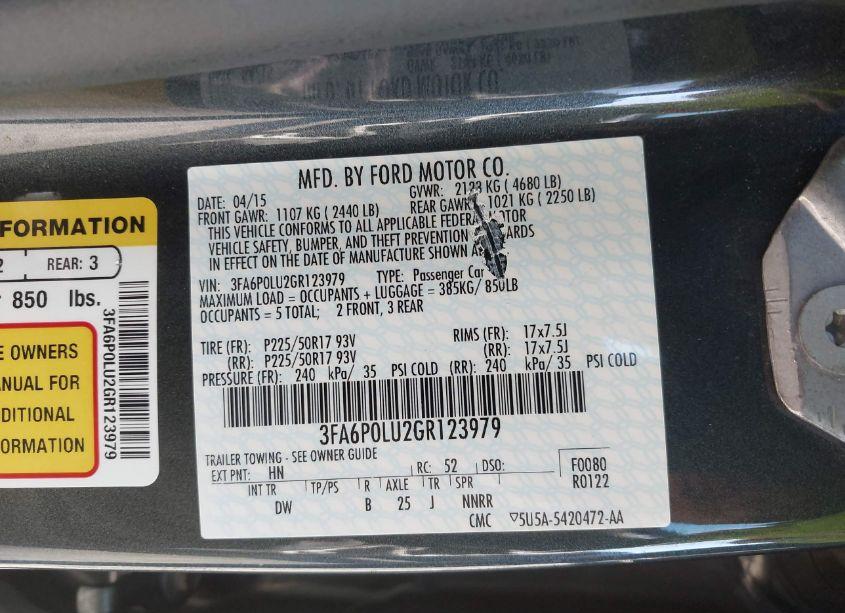 MFD. BY FORD MOTOR CO.
DATE: 04/15 GVWR: 2123 KG ( 4680 LB)
FRONT GAWR: 1107 KG ( 2440 LB) REAR GAWR: 1021 KG ( 2250 LB)
THIS VEHICLE CONFORMS TO ALL APPLICABLE FEDERAL MOTOR
VEHICLE SAFETY, BUMPER, AND THEFT PREVENTION
IN EFFECT ON THE DATE OF MANUFACTURE SHOWN
VIN: 3FA6P0LU2GR123979 TYPE: Passenger Car
MAXIMUM LOAD = OCCUPANTS + LUGGAGE = 385KG/ 850LB
OCCUPANTS = 5 TOTAL; 2 FRONT, 3 REAR
TIRE (FR): P225/50R17 93V RIMS (FR): 17x7.5J
(RR): P225/50R17 93V (RR): 17x7.5J
PRESSURE (FR): 240 kPa/ 35 PSI COLD (RR): 240 kPa/ 35 PSI COLD
3FA6P0LU2GR123979
TRAILER TOWING - SEE OWNER GUIDE
EXT PNT: HN RC: 52 DSO: F0080
R0122
INT TR TP/PS R AXLE TR SPR
DW B 25 J NNRR
CMC ▽5U5A-5420472-AA
FORMATION
2 REAR: 3
850 lbs.
E OWNERS
ANUAL FOR
DITIONAL
FORMATION
3FA6P0LU2GR123979